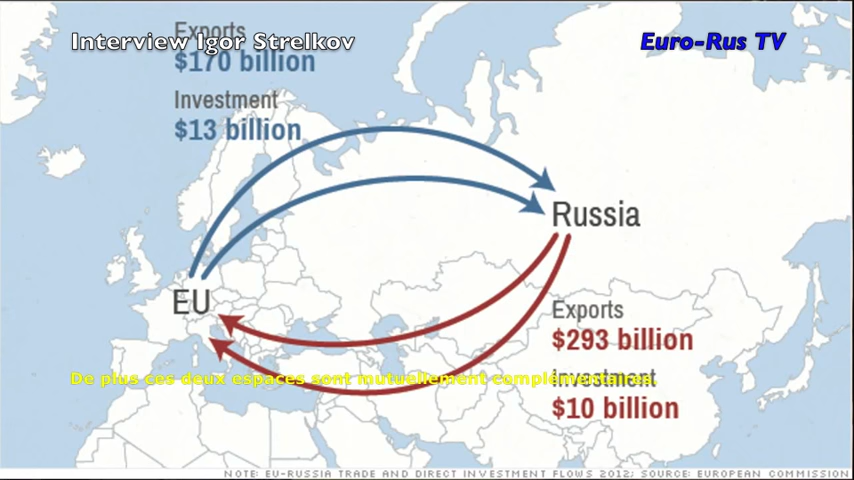 Exports
Interview Igor Strelkov
Euro-Rus TV
$170 billion
Investment
$13 billion
Russia
EU
Exports
$293 billion
De plus ces deux espaces sont mutuellement complémentaires.
Investment
$10 billion
NOTE: EU-RUSSIA TRADE AND DIRECT INVESTMENT FLOWS 2012; SOURCE: EUROPEAN COMMISSION